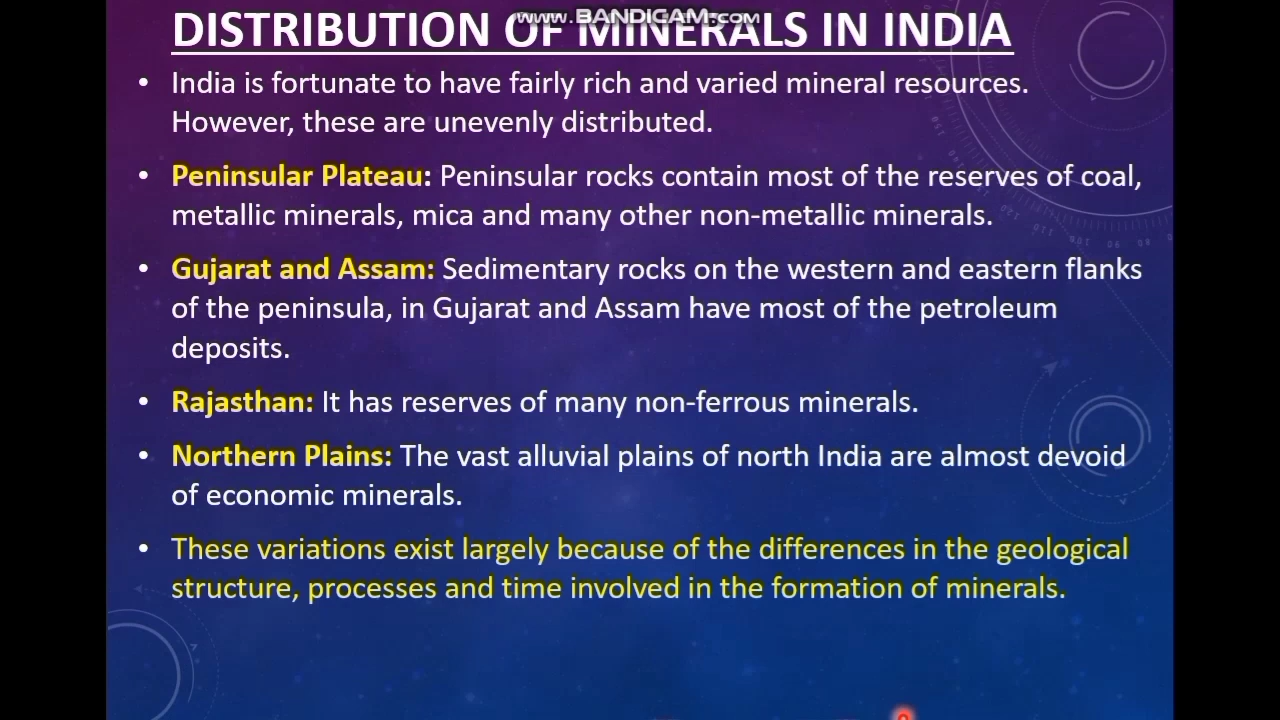 www.BANDICAM.com
DISTRIBUTION OF MINERALS IN INDIA
• India is fortunate to have fairly rich and varied mineral resources.
However, these are unevenly distributed.
• Peninsular Plateau: Peninsular rocks contain most of the reserves of coal,
metallic minerals, mica and many other non-metallic minerals.
• Gujarat and Assam: Sedimentary rocks on the western and eastern flanks
of the peninsula, in Gujarat and Assam have most of the petroleum
deposits.
• Rajasthan: It has reserves of many non-ferrous minerals.
• Northern Plains: The vast alluvial plains of north India are almost devoid
of economic minerals.
• These variations exist largely because of the differences in the geological
structure, processes and time involved in the formation of minerals.